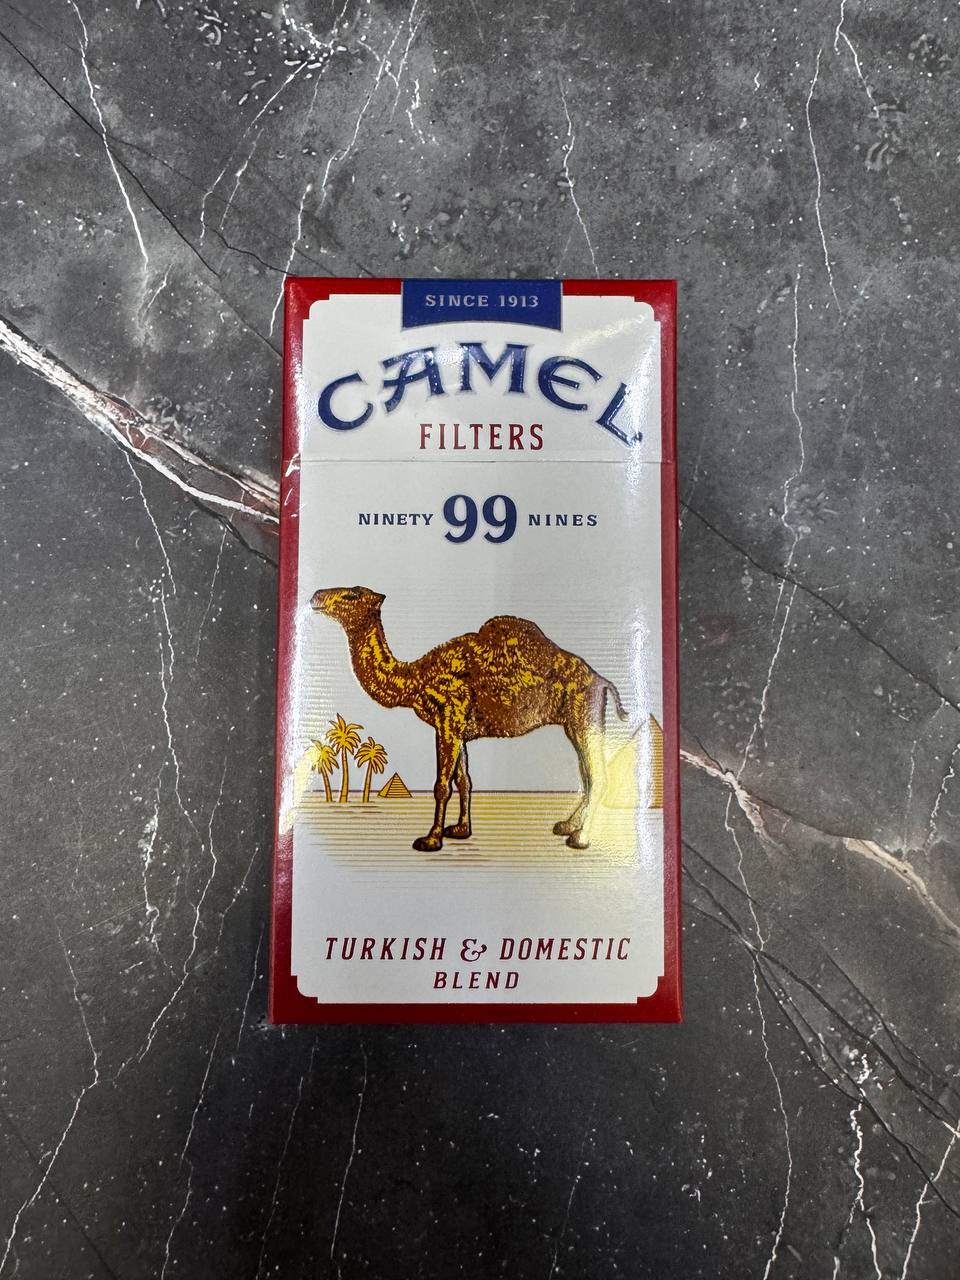 SINCE 1913
CAMEL
FILTERS
NINETY 99 NINES
TURKISH & DOMESTIC
BLEND